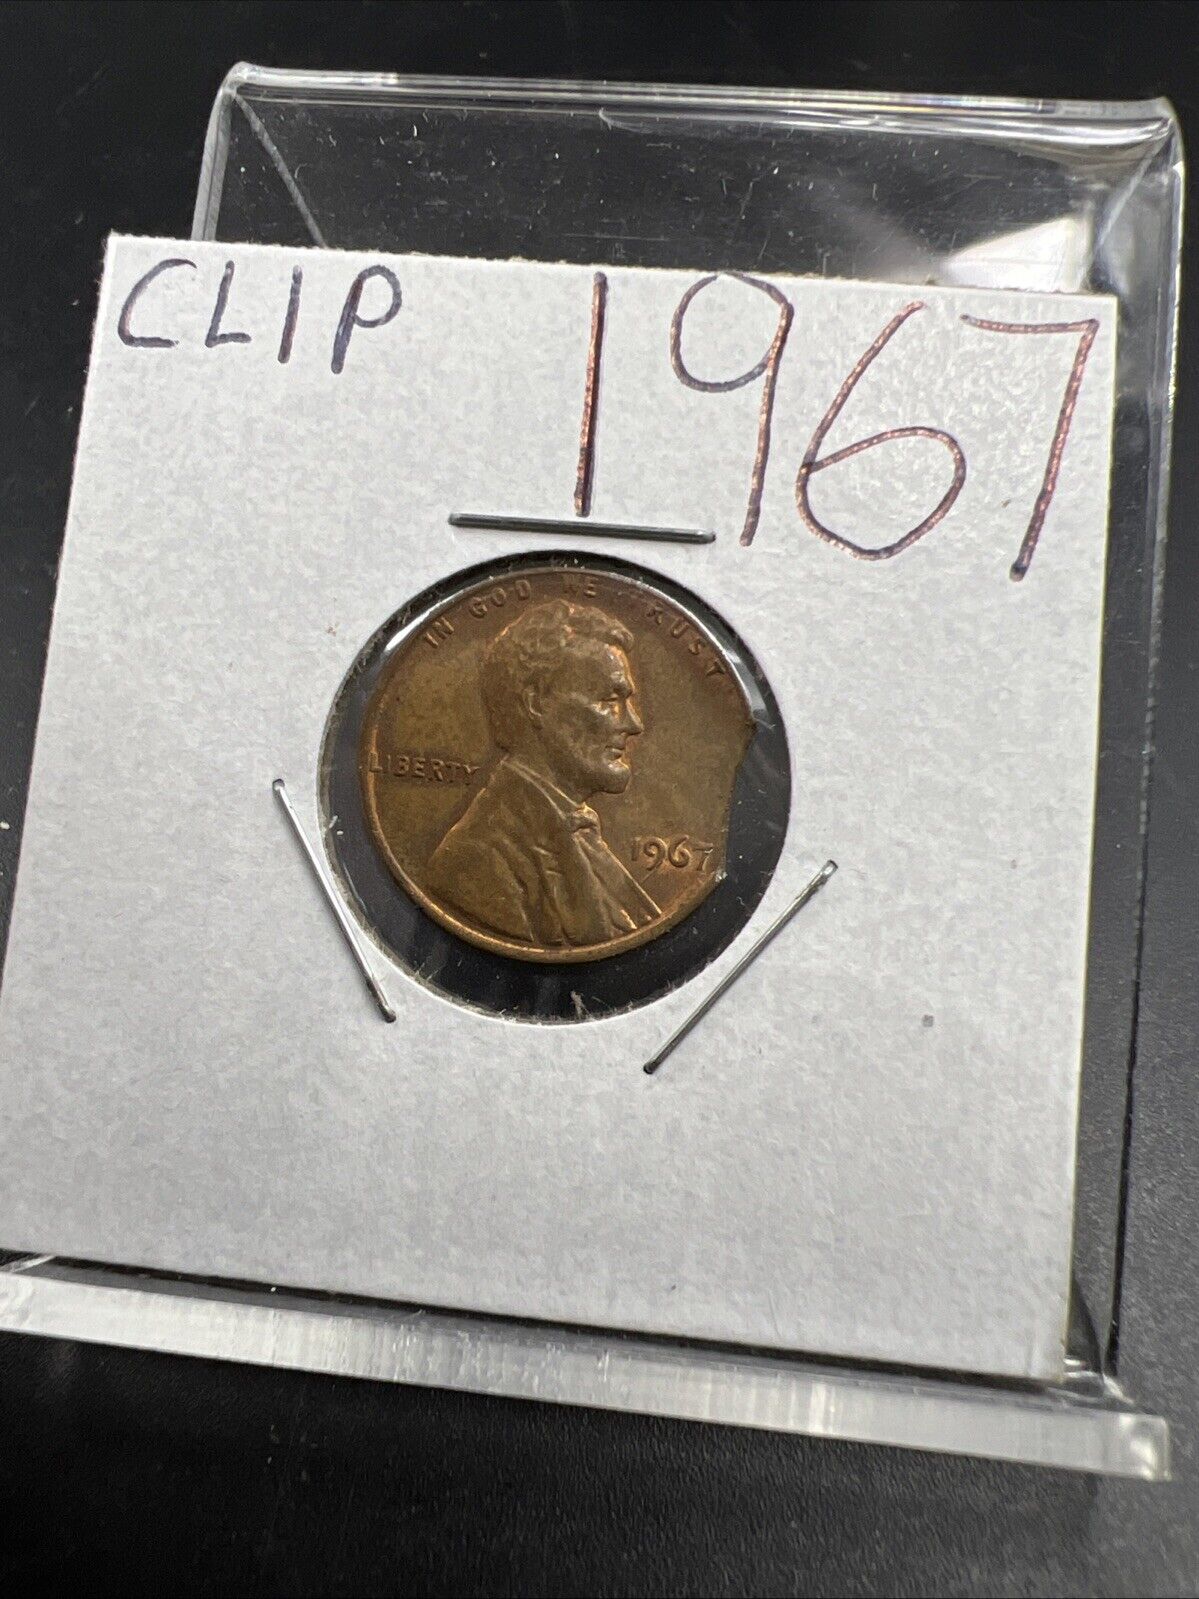 CLIP 1967
IN GOD WE TRUST
LIBERTY
1967